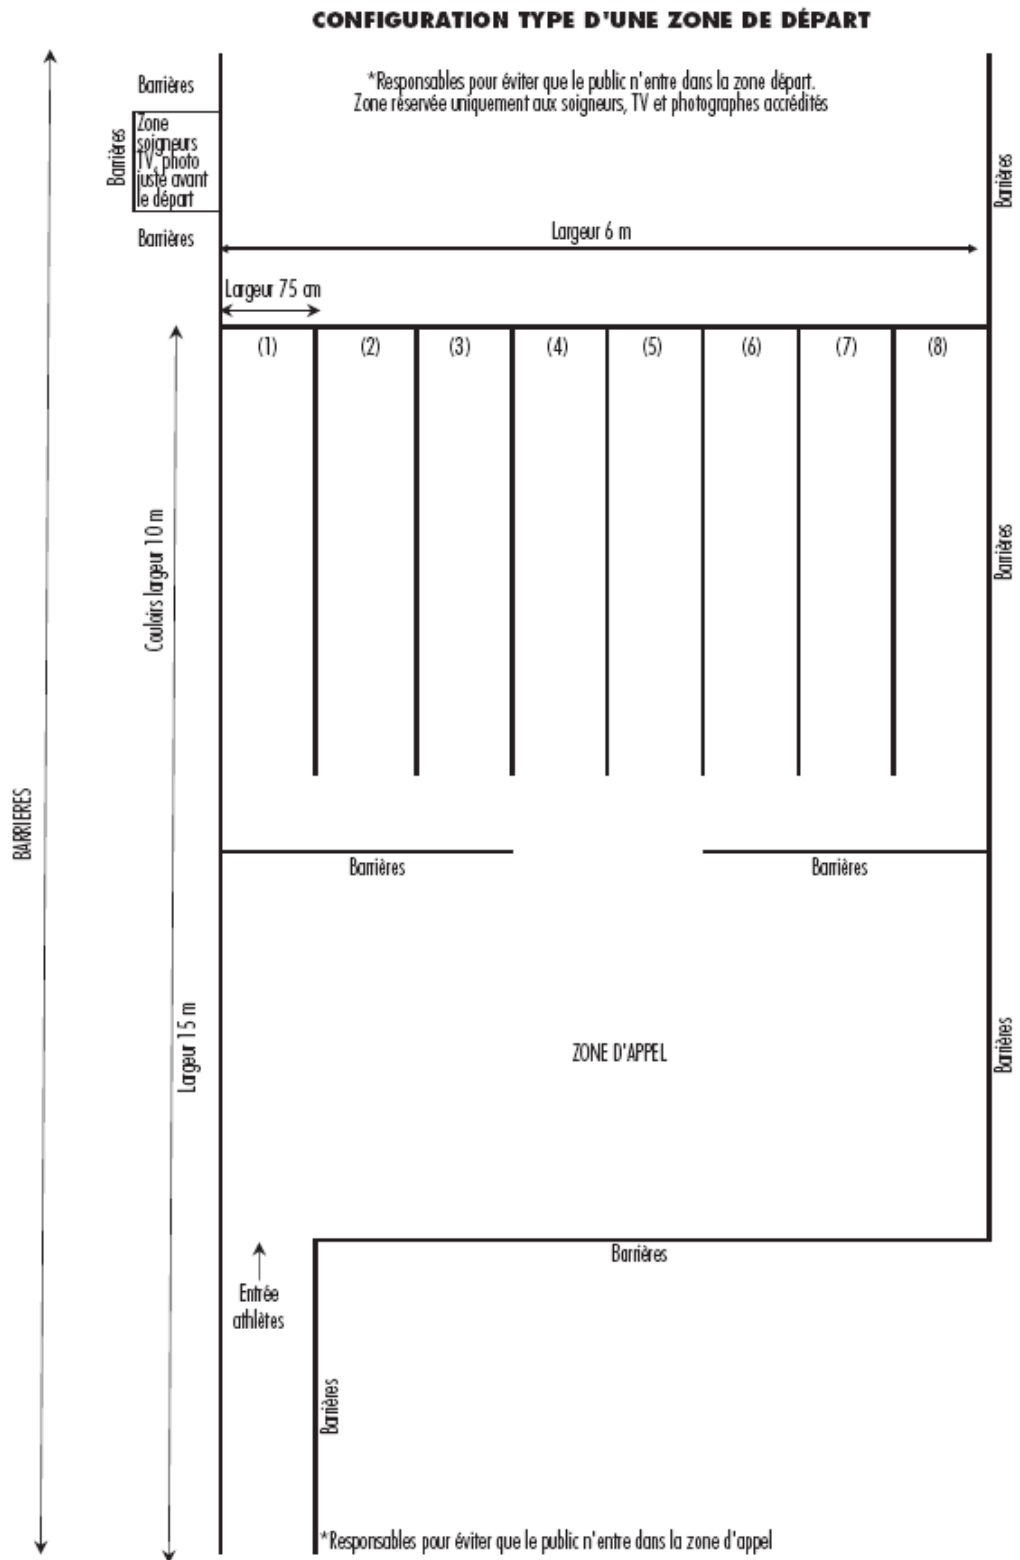 CONFIGURATION TYPE D'UNE ZONE DE DÉPART
Barrières
*Responsables pour éviter que le public n'entre dans la zone départ.
Zone réservée uniquement aux soigneurs, TV et photographes accrédités
Barrières
Zone
soigneurs
TV, photo
juste avant
le départ
Barrières
Barrières
Largeur 6 m
Largeur 75 cm
(1)
(2)
(3)
(4)
(5)
(6)
(7)
(8)
Couloirs largeur 10 m
Barrières
BARRIERES
Barrières
Barrières
Largeur 15 m
ZONE D'APPEL
Barrières
Barrières
Entrée
athlètes
Barrières
*Responsables pour éviter que le public n'entre dans la zone d'appel